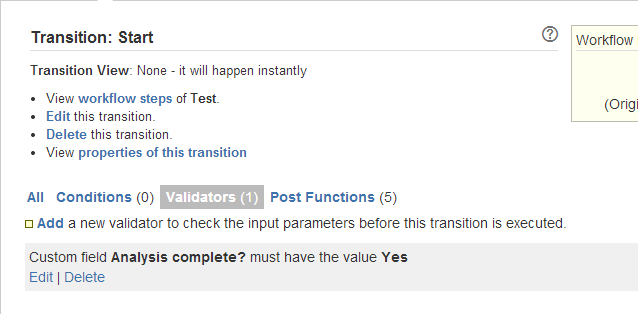 Transition: Start
Workflow
Transition View: None - it will happen instantly
(Origi
View workflow steps of Test.
Edit this transition.
Delete this transition.
View properties of this transition
All Conditions (0) Validators (1) Post Functions (5)
Add a new validator to check the input parameters before this transition is executed.
Custom field Analysis complete? must have the value Yes
Edit | Delete